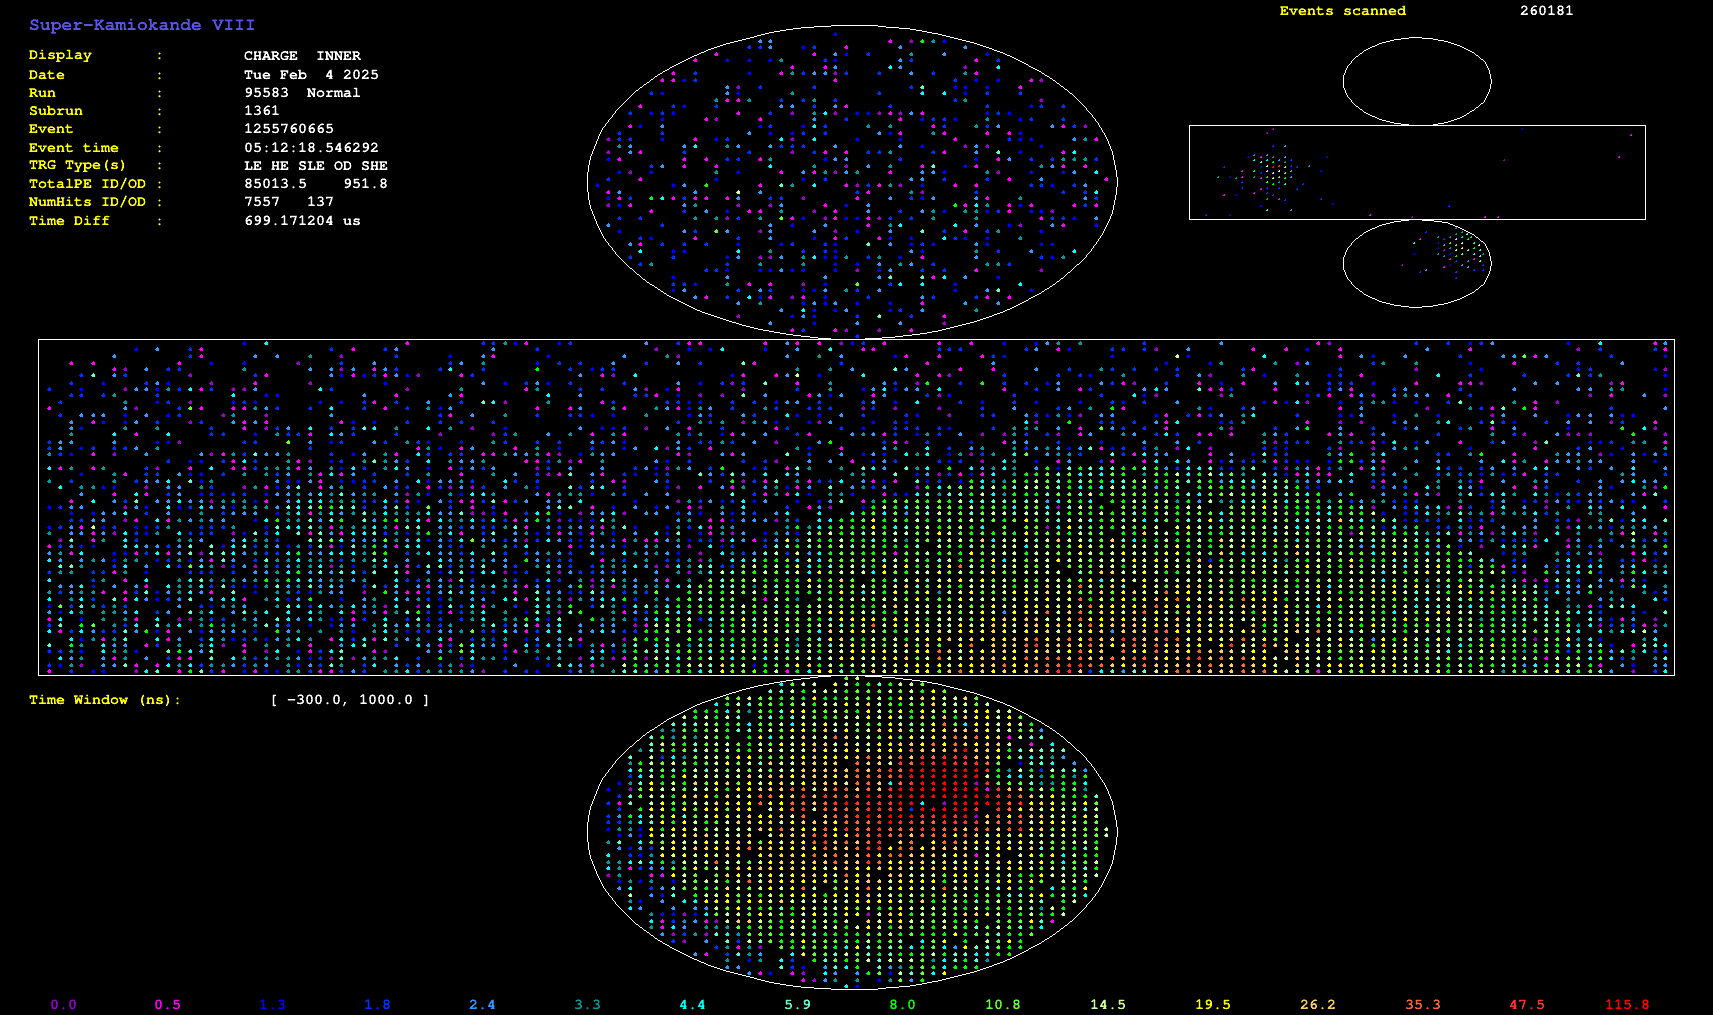 Super-Kamiokande VIII
Events scanned 260181
Display : CHARGE INNER
Date : Tue Feb 4 2025
Run : 95583 Normal
Subrun : 1361
Event : 1255760665
Event time : 05:12:18.546292
TRG Type(s) : LE HE SLE OD SHE
TotalPE ID/OD : 85013.5 951.8
NumHits ID/OD : 7557 137
Time Diff : 699.171204 us
Time Window (ns): [ -300.0, 1000.0 ]
0.0 0.5 1.3 1.8 2.4 3.3 4.4 5.9 8.0 10.8 14.5 19.5 26.2 35.3 47.5 115.8